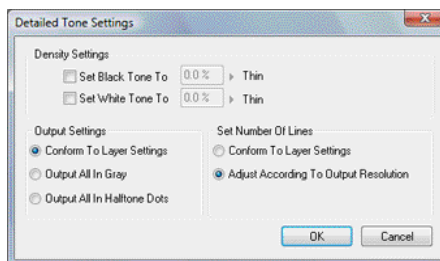 Detailed Tone Settings
Density Settings
Set Black Tone To 0.0 % Thin
Set White Tone To 0.0 % Thin
Output Settings
Conform To Layer Settings
Output All In Gray
Output All In Halftone Dots
Set Number Of Lines
Conform To Layer Settings
Adjust According To Output Resolution
OK Cancel